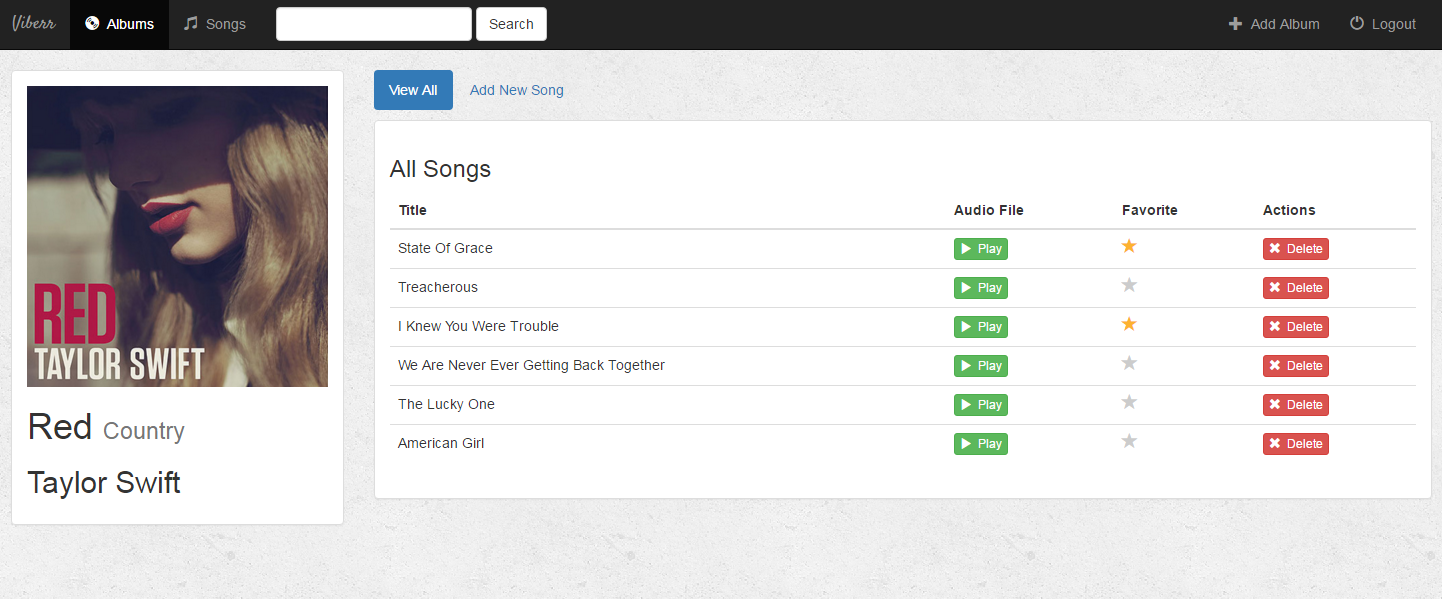 Viberr Albums Songs Search Add Album Logout
View All Add New Song
RED
TAYLOR SWIFT
Red Country
Taylor Swift
All Songs
Title Audio File Favorite Actions
State Of Grace Play Delete
Treacherous Play Delete
I Knew You Were Trouble Play Delete
We Are Never Ever Getting Back Together Play Delete
The Lucky One Play Delete
American Girl Play Delete